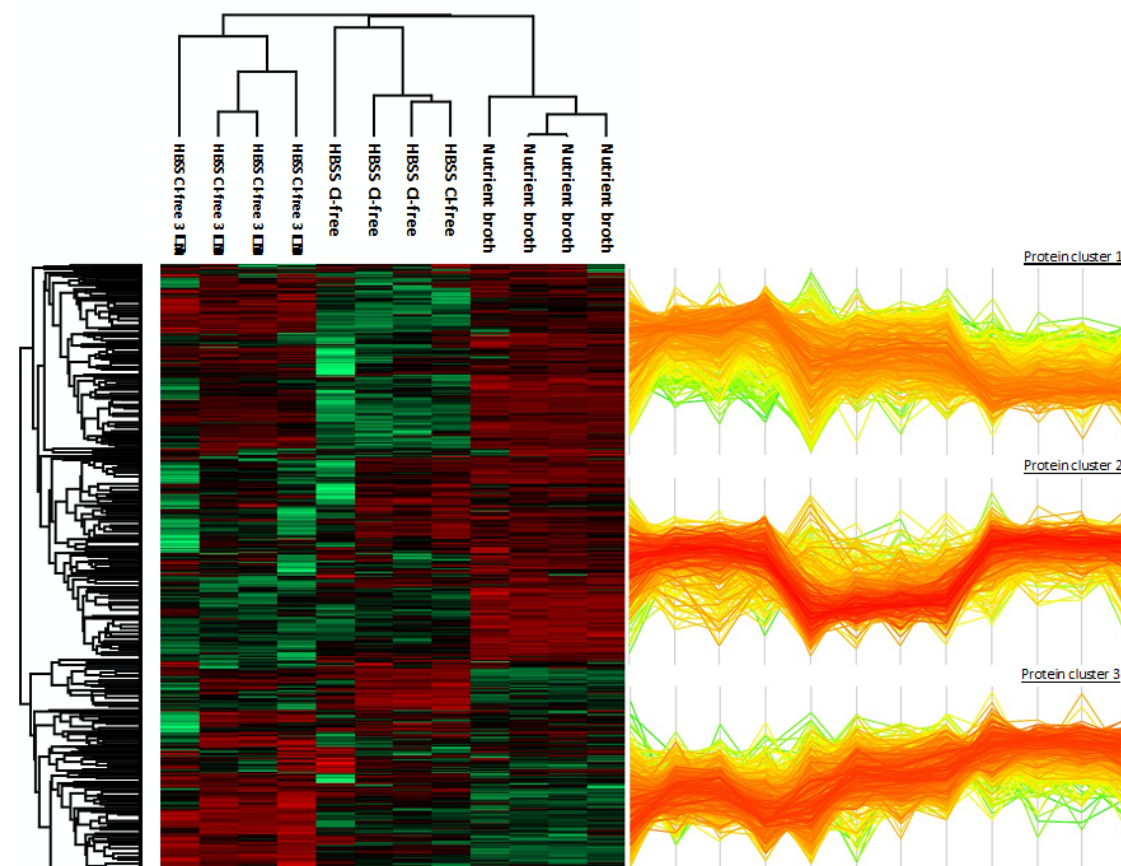 HBSS Cl-free 3
HBSS Cl-free 3
HBSS Cl-free 3
HBSS Cl-free 3
HBSS Cl-free
HBSS Cl-free
HBSS Cl-free
HBSS Cl-free
Nutrient broth
Nutrient broth
Nutrient broth
Nutrient broth
Protein cluster 1
Protein cluster 2
Protein cluster 3